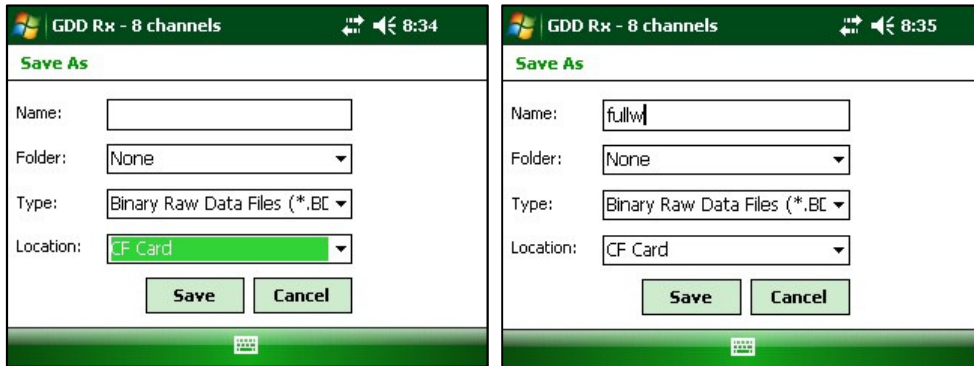 GDD Rx - 8 channels 8:34
Save As
Name:
Folder: None
Type: Binary Raw Data Files (*.BD
Location: CF Card
Save Cancel
GDD Rx - 8 channels 8:35
Save As
Name: fullw
Folder: None
Type: Binary Raw Data Files (*.BD
Location: CF Card
Save Cancel